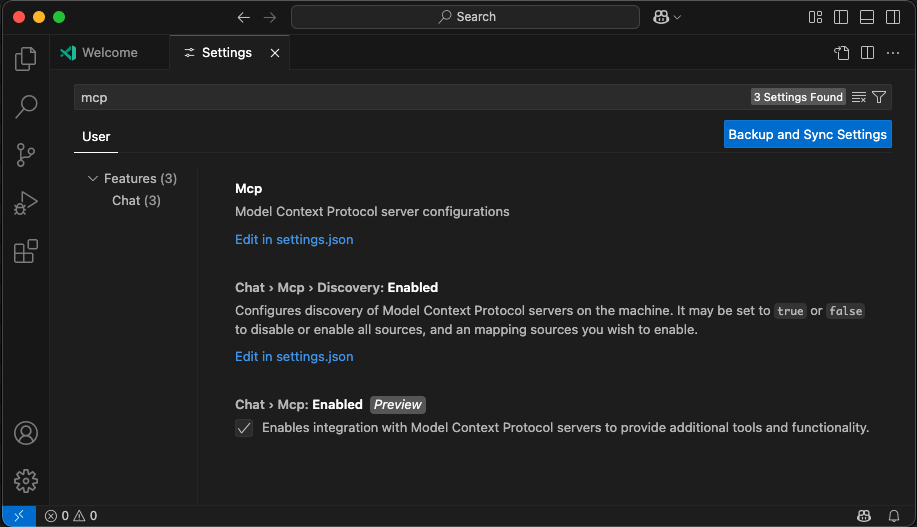 Search
Welcome
Settings
mcp
3 Settings Found
User
Backup and Sync Settings
Features (3)
Chat (3)
Mcp
Model Context Protocol server configurations
Edit in settings.json
Chat › Mcp › Discovery: Enabled
Configures discovery of Model Context Protocol servers on the machine. It may be set to true or false
to disable or enable all sources, and an mapping sources you wish to enable.
Edit in settings.json
Chat › Mcp: Enabled Preview
Enables integration with Model Context Protocol servers to provide additional tools and functionality.
0 0